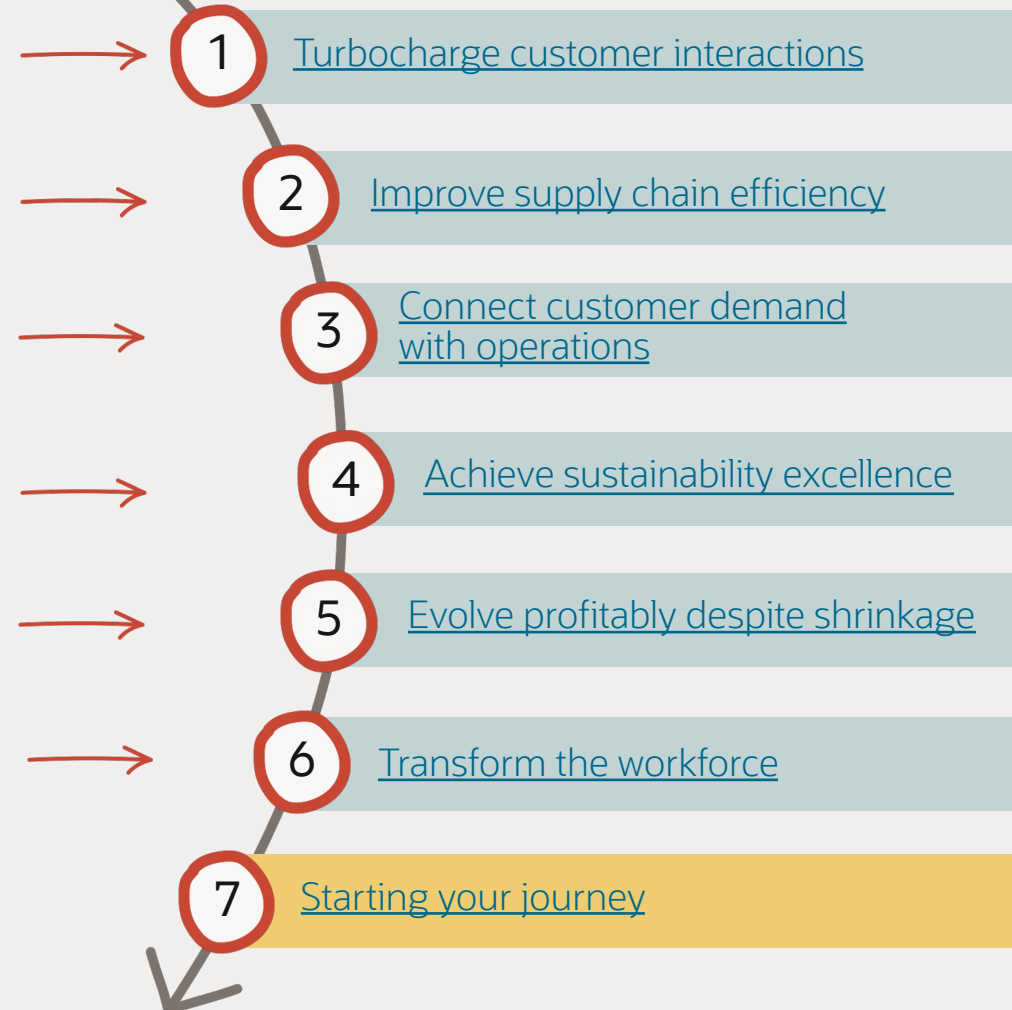 1 Turbocharge customer interactions
2 Improve supply chain efficiency
3 Connect customer demand
with operations
4 Achieve sustainability excellence
5 Evolve profitably despite shrinkage
6 Transform the workforce
7 Starting your journey